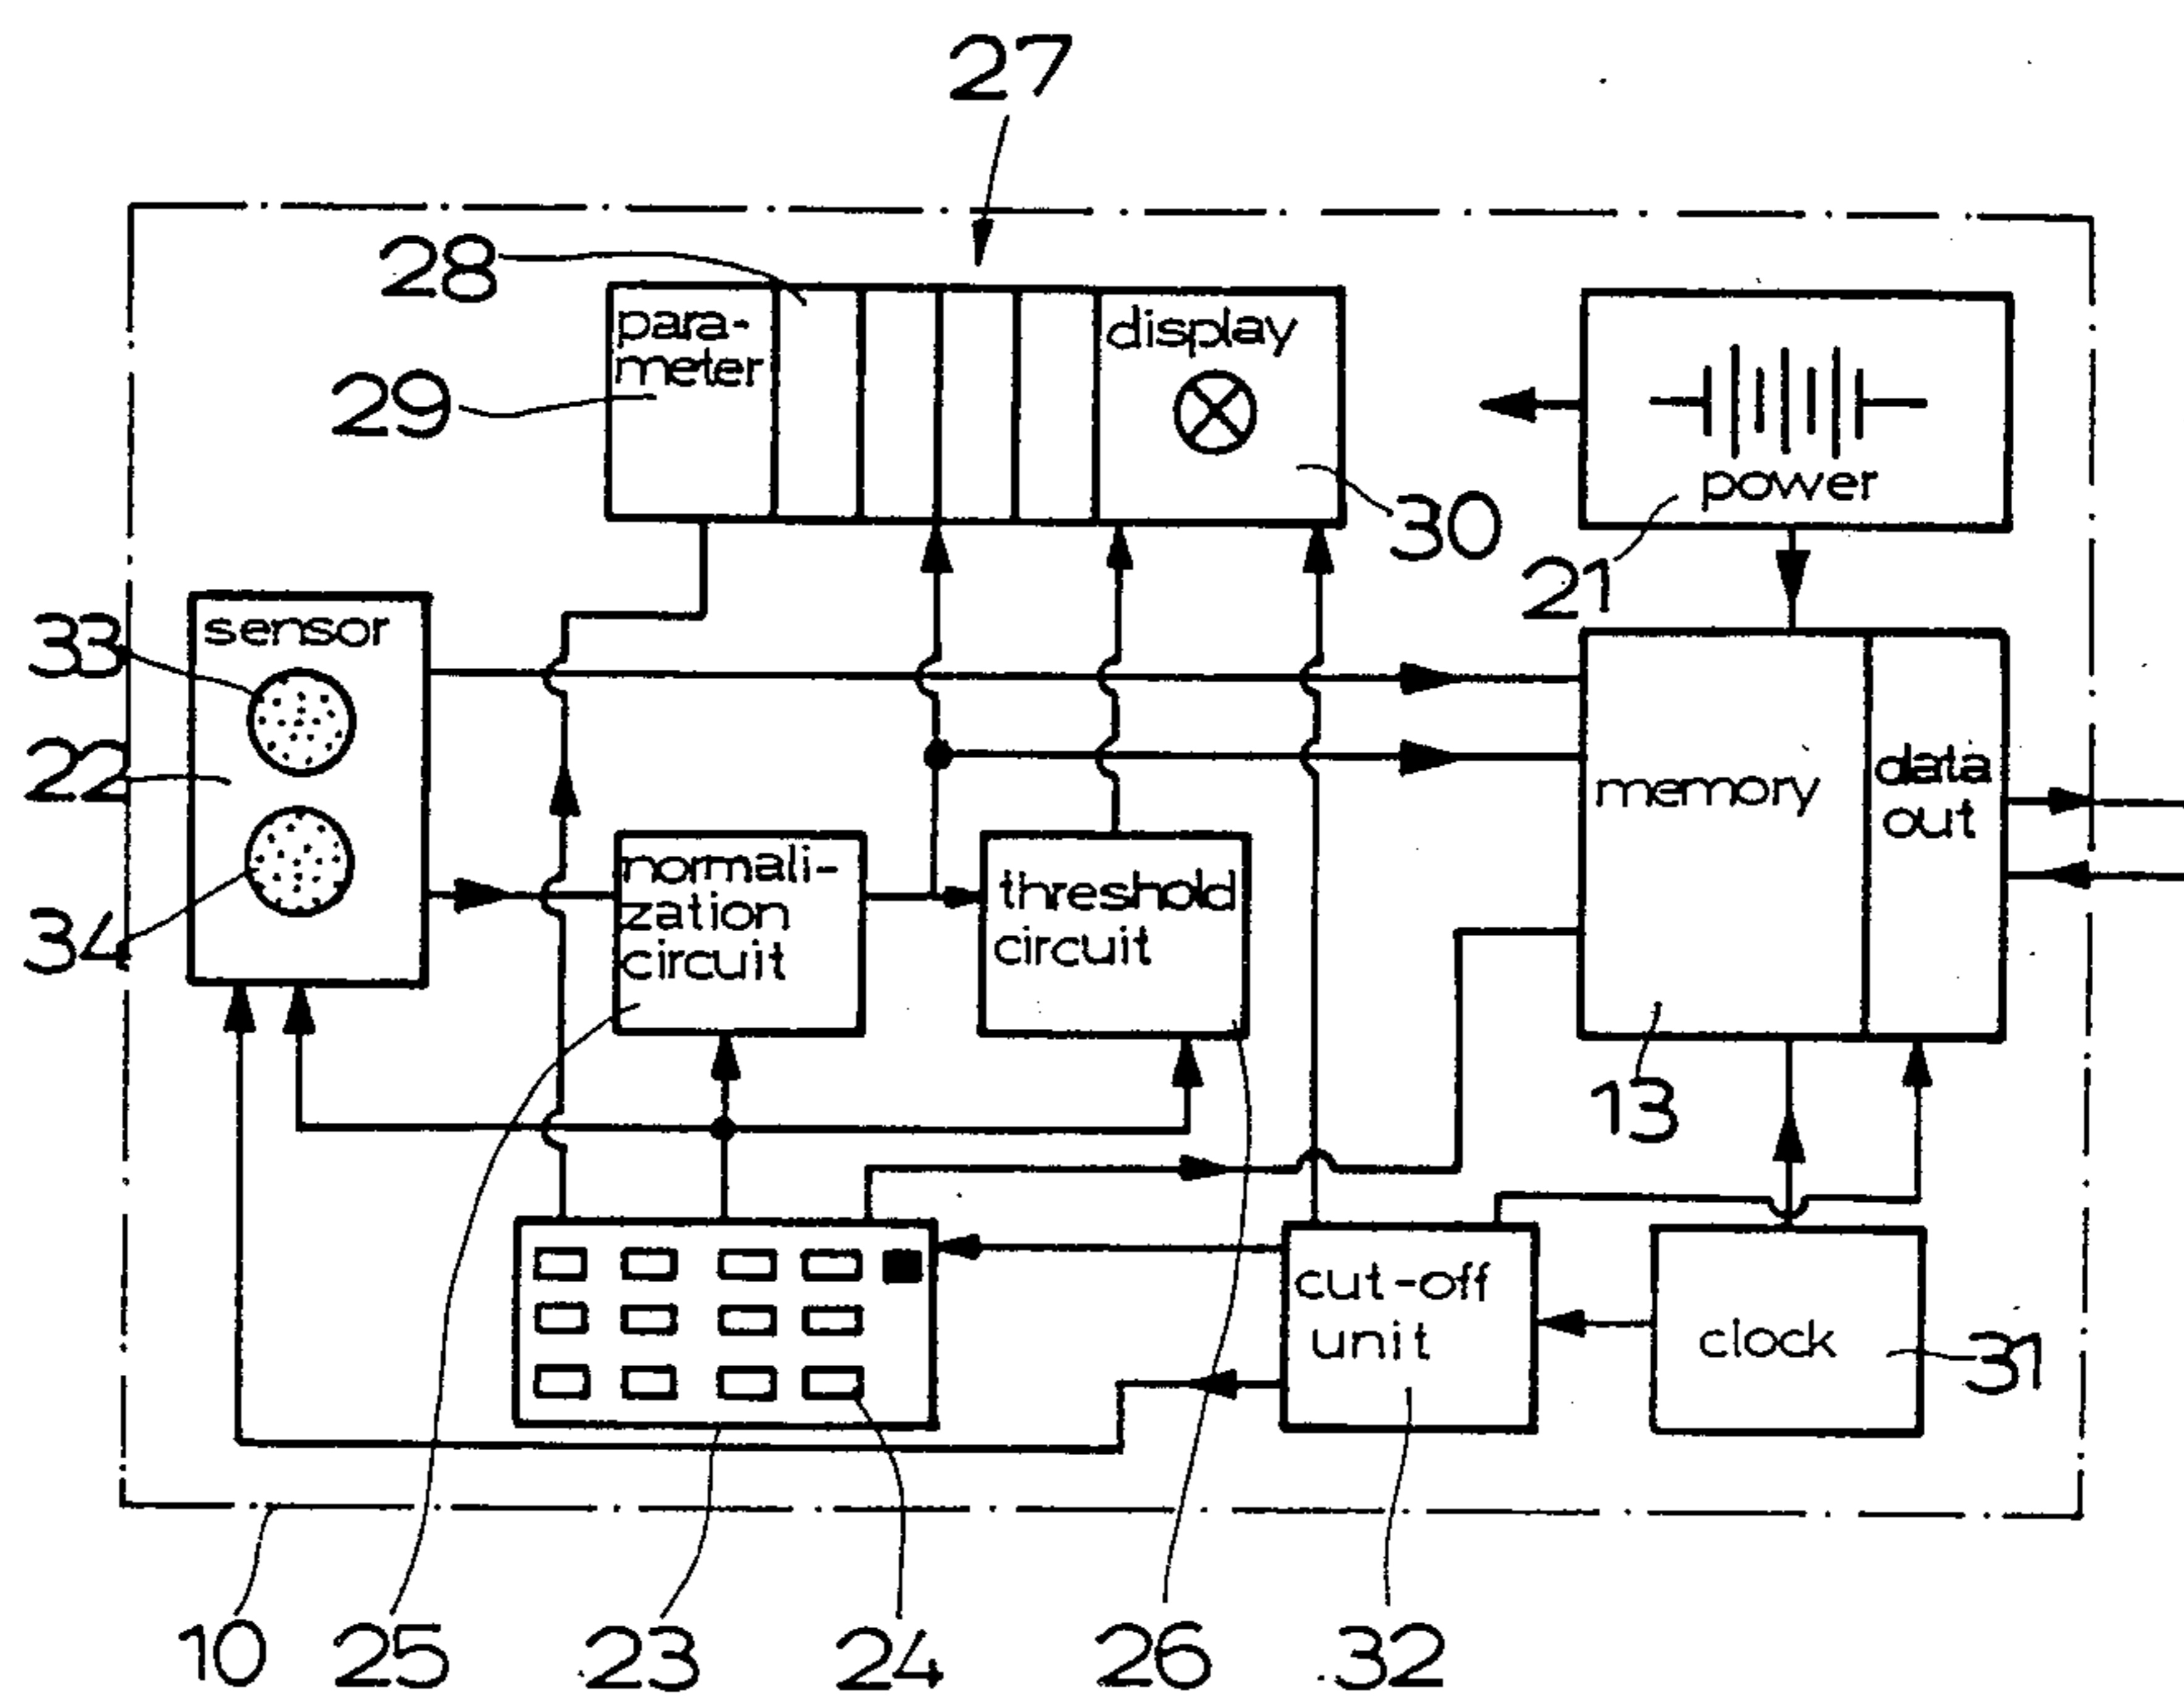 27
28
para-
meter
display
29
30
power
21
33
sensor
22
memory
data
out
normali-
zation
circuit
threshold
circuit
34
13
cut-off
unit
clock
31
10
25
23
24
26
32